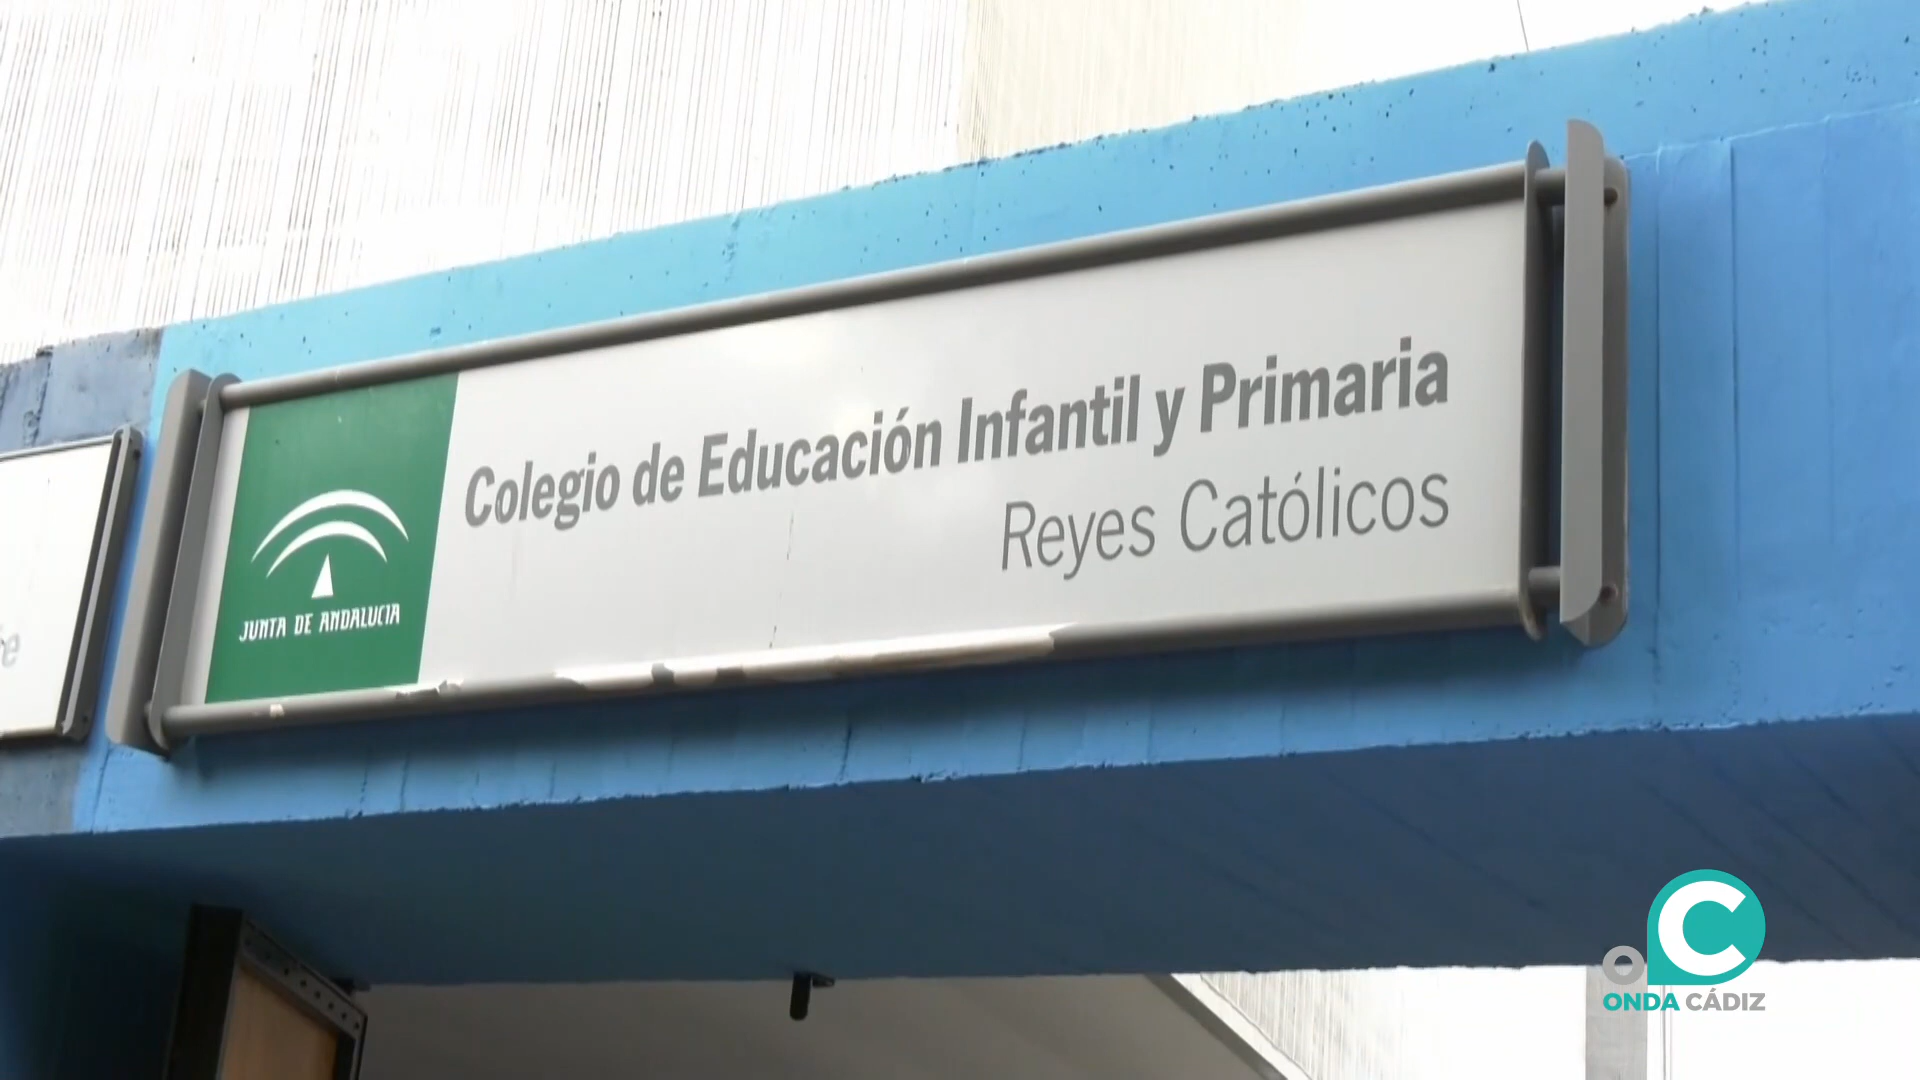 Colegio de Educación Infantil y Primaria
Reyes Católicos
JUNTA DE ANDALUCIA
ONDA CÁDIZ